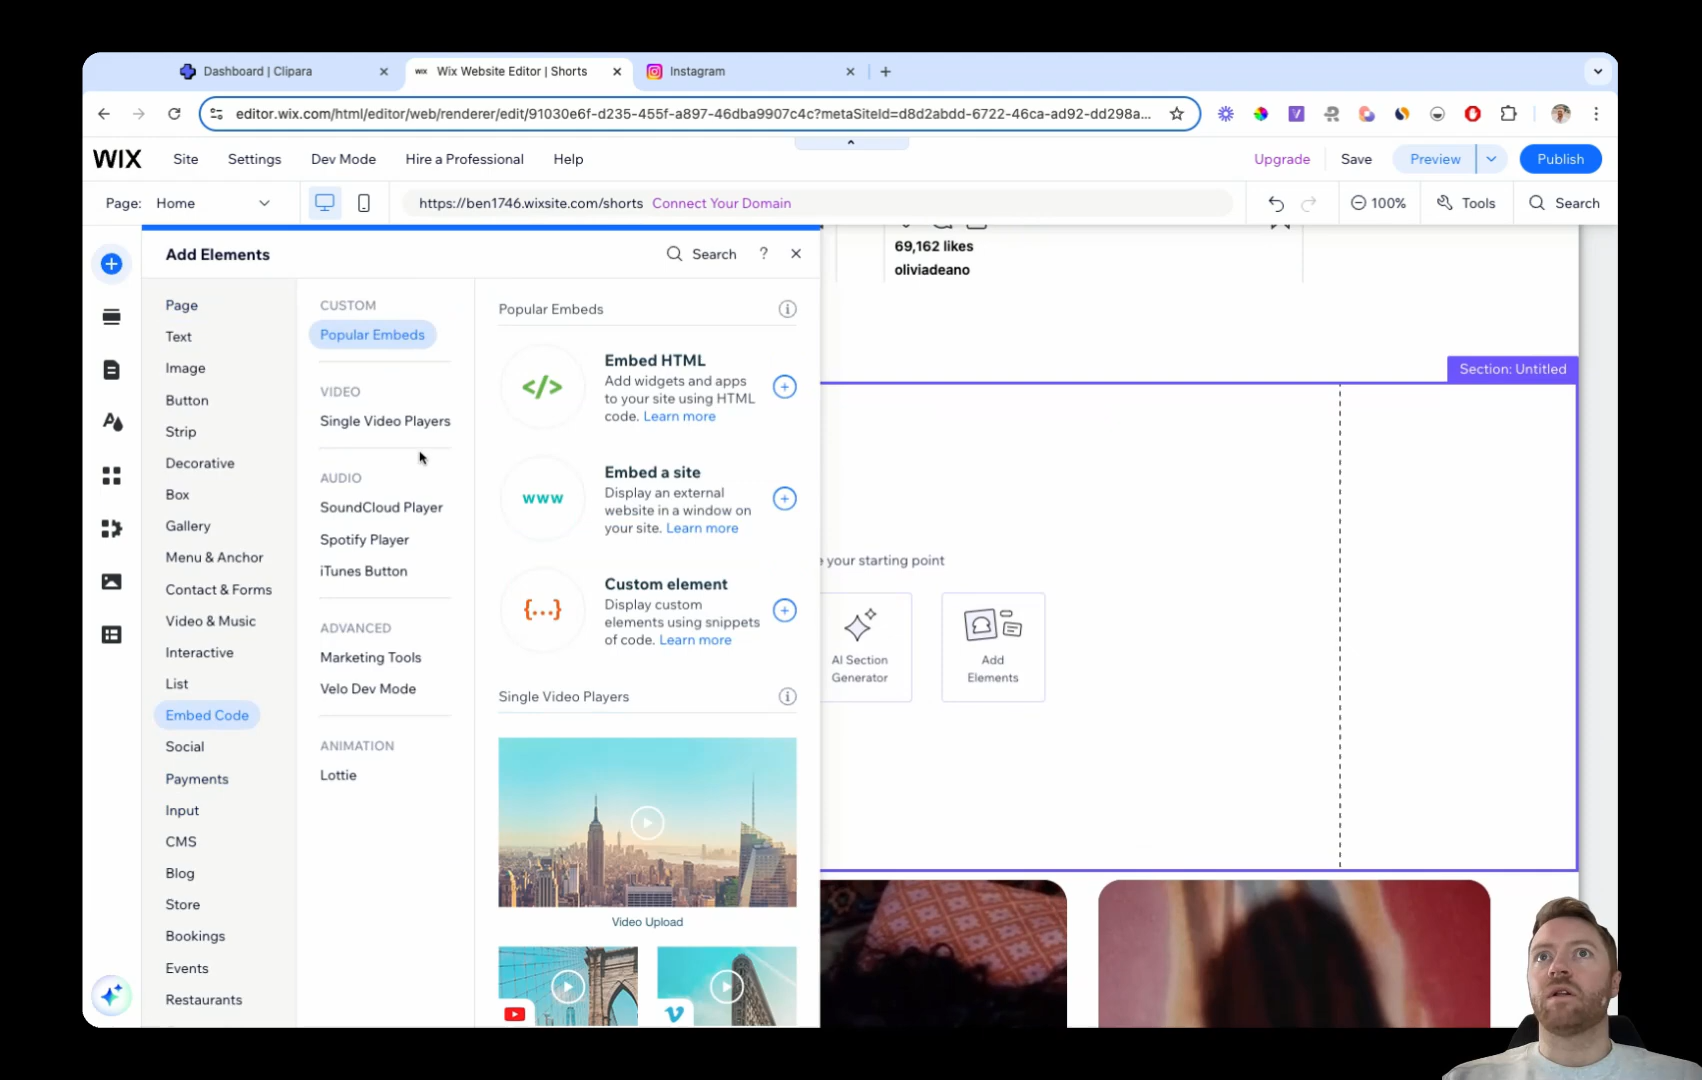 Dashboard | Clipara
WIX Wix Website Editor | Shorts
Instagram
editor.wix.com/html/editor/web/renderer/edit/91030e6f-d235-455f-a897-46dba9907c4c?metaSiteId=d8d2abdd-6722-46ca-ad92-dd298a...
WIX Site Settings Dev Mode Hire a Professional Help Upgrade Save Preview Publish
Page: Home https://ben1746.wixsite.com/shorts Connect Your Domain 100% Tools Search
Add Elements Search ?
Page
Text
Image
Button
Strip
Decorative
Box
Gallery
Menu & Anchor
Contact & Forms
Video & Music
Interactive
List
Embed Code
Social
Payments
Input
CMS
Blog
Store
Bookings
Events
Restaurants
CUSTOM
Popular Embeds
VIDEO
Single Video Players
AUDIO
SoundCloud Player
Spotify Player
iTunes Button
ADVANCED
Marketing Tools
Velo Dev Mode
ANIMATION
Lottie
Popular Embeds
</>
Embed HTML
Add widgets and apps
to your site using HTML
code. Learn more
www
Embed a site
Display an external
website in a window on
your site. Learn more
{...}
Custom element
Display custom
elements using snippets
of code. Learn more
Single Video Players
Video Upload
69,162 likes
oliviadeano
Section: Untitled
your starting point
AI Section
Generator
Add
Elements